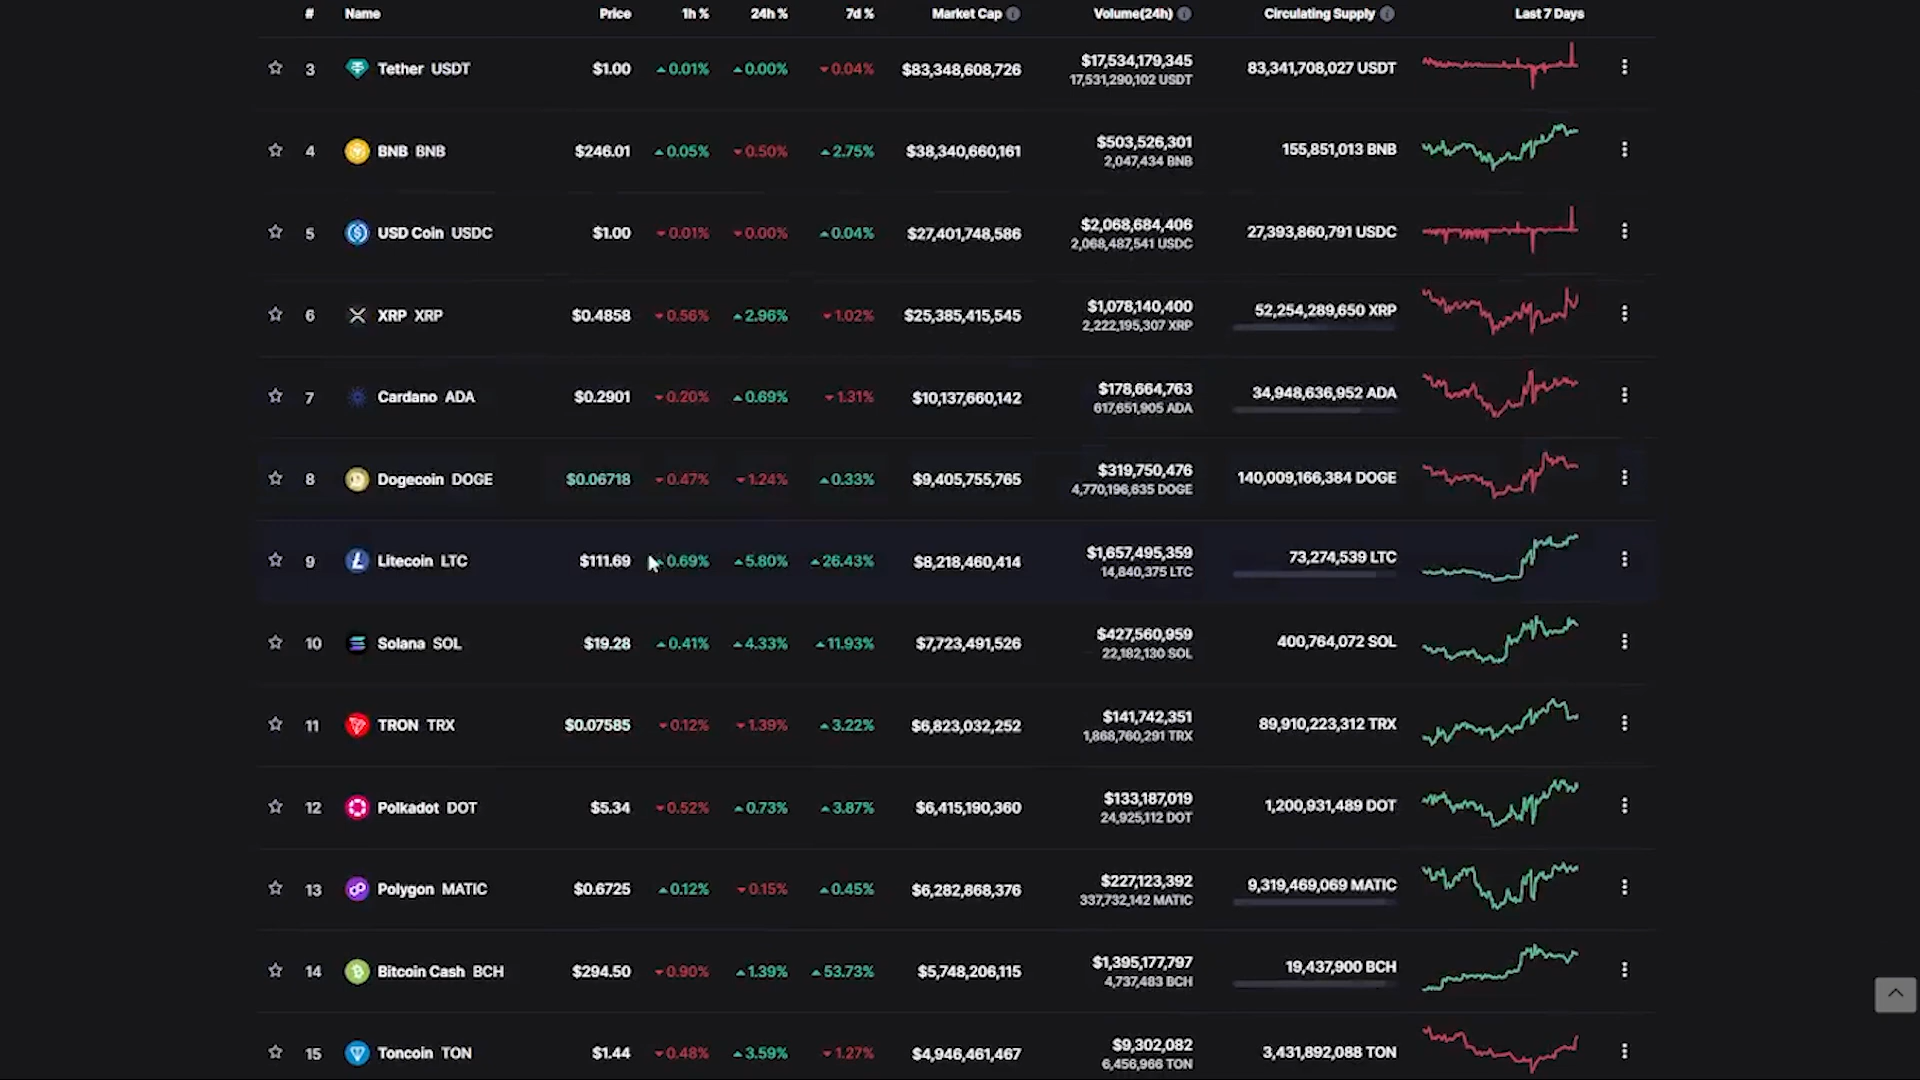 # Name Price 1h % 24h % 7d % Market Cap Volume(24h) Circulating Supply Last 7 Days
3 Tether USDT $1.00 0.01% 0.00% 0.04% $83,348,608,726 $17,534,179,345 83,341,708,027 USDT
17,531,290,102 USDT
4 BNB BNB $246.01 0.05% 0.50% 2.75% $38,340,660,161 $503,526,301 155,851,013 BNB
2,047,434 BNB
5 USD Coin USDC $1.00 0.01% 0.00% 0.04% $27,401,748,586 $2,068,684,406 27,393,860,791 USDC
2,068,487,541 USDC
6 XRP XRP $0.4858 0.56% 2.96% 1.02% $25,385,415,545 $1,078,140,400 52,254,289,650 XRP
2,222,195,307 XRP
7 Cardano ADA $0.2901 0.20% 0.69% 1.31% $10,137,660,142 $178,664,763 34,948,636,952 ADA
617,651,905 ADA
8 Dogecoin DOGE $0.06718 0.47% 1.24% 0.33% $9,405,755,765 $319,750,476 140,009,166,384 DOGE
4,770,196,635 DOGE
9 Litecoin LTC $111.69 0.69% 5.80% 26.43% $8,218,460,414 $1,657,495,359 73,274,539 LTC
14,840,375 LTC
10 Solana SOL $19.28 0.41% 4.33% 11.93% $7,723,491,526 $427,560,959 400,764,072 SOL
22,182,130 SOL
11 TRON TRX $0.07585 0.12% 1.39% 3.22% $6,823,032,252 $141,742,351 89,910,223,312 TRX
1,868,760,291 TRX
12 Polkadot DOT $5.34 0.52% 0.73% 3.87% $6,415,190,360 $133,187,019 1,200,931,489 DOT
24,925,112 DOT
13 Polygon MATIC $0.6725 0.12% 0.15% 0.45% $6,282,868,376 $227,123,392 9,319,469,069 MATIC
337,732,142 MATIC
14 Bitcoin Cash BCH $294.50 0.90% 1.39% 53.73% $5,748,206,115 $1,395,177,797 19,437,900 BCH
4,737,483 BCH
15 Toncoin TON $1.44 0.48% 3.59% 1.27% $4,946,461,467 $9,302,082 3,431,892,088 TON
6,456,966 TON